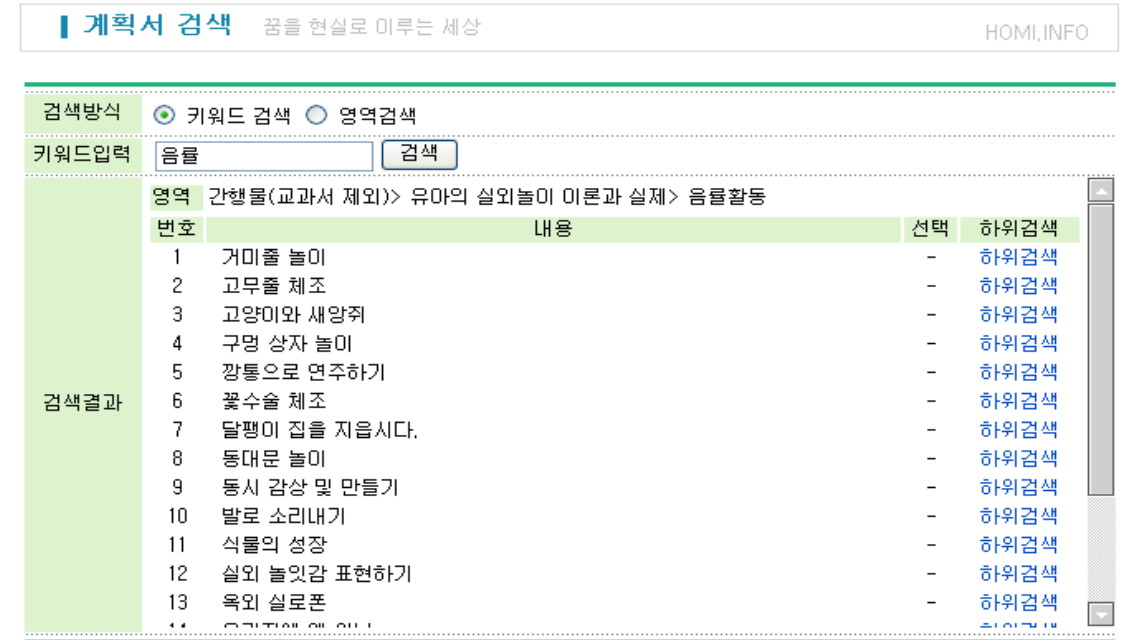 계획서 검색 꿈을 현실로 이루는 세상 HOMI.INFO
검색방식 키워드 검색 영역검색
키워드입력 음률 검색
영역 간행물(교과서 제외)> 유아의 실외놀이 이론과 실제> 음률활동
번호 내용 선택 하위검색
1 거미줄 놀이 - 하위검색
2 고무줄 체조 - 하위검색
3 고양이와 새앙쥐 - 하위검색
4 구멍 상자 놀이 - 하위검색
5 깡통으로 연주하기 - 하위검색
검색결과 6 꽃수술 체조 - 하위검색
7 달팽이 집을 지읍시다. - 하위검색
8 동대문 놀이 - 하위검색
9 동시 감상 및 만들기 - 하위검색
10 발로 소리내기 - 하위검색
11 식물의 성장 - 하위검색
12 실외 놀잇감 표현하기 - 하위검색
13 옥외 실로폰 - 하위검색